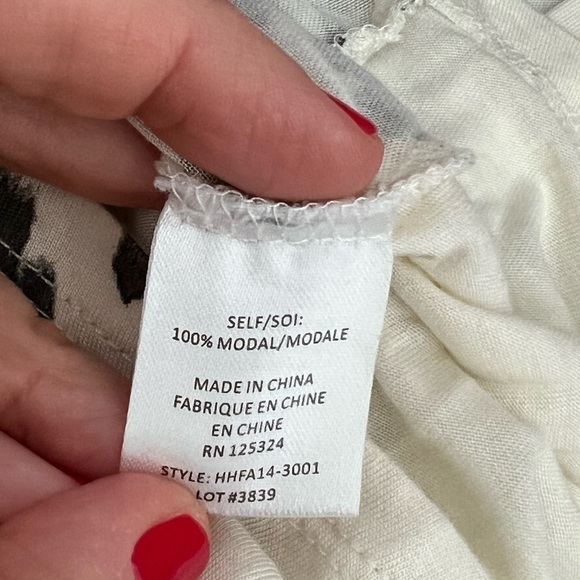 SELF/SOI:
100% MODAL/MODALE
MADE IN CHINA
FABRIQUE EN CHINE
EN CHINE
RN 125324
STYLE: HHFA14-3001
LOT #3839